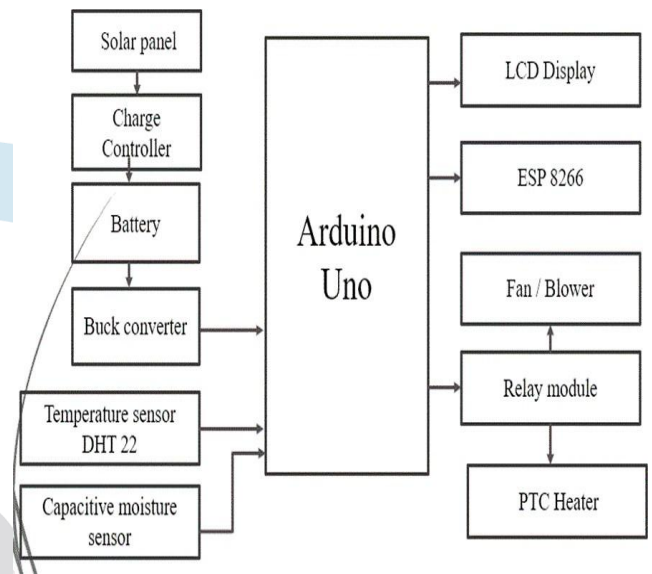 Solar panel
Charge
Controller
Battery
Buck converter
Temperature sensor
DHT 22
Capacitive moisture
sensor
Arduino
Uno
LCD Display
ESP 8266
Fan / Blower
Relay module
PTC Heater